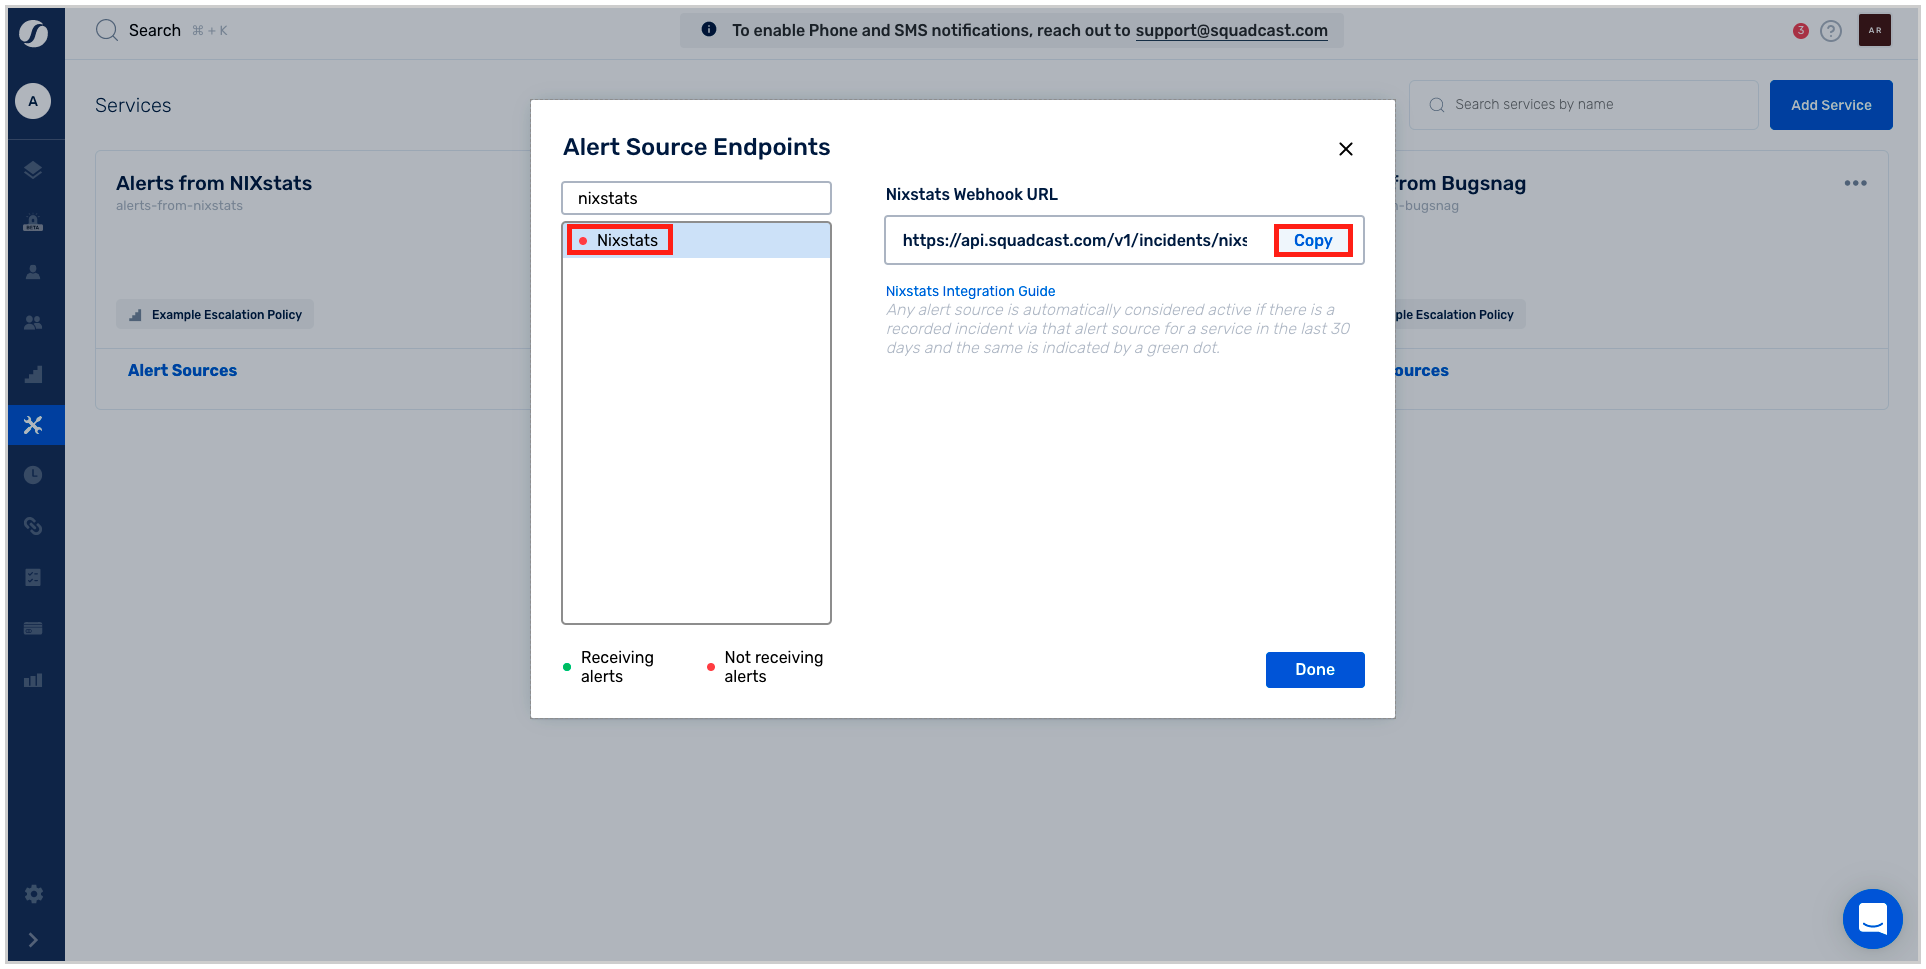 Search ⌘ + K
To enable Phone and SMS notifications, reach out to support@squadcast.com
3
?
AR
A
Services
Search services by name
Add Service
Alerts from NIXstats
alerts-from-nixstats
Example Escalation Policy
Alert Sources
BETA
Alert Source Endpoints
nixstats
Nixstats
Nixstats Webhook URL
https://api.squadcast.com/v1/incidents/nixs
Copy
Nixstats Integration Guide
Any alert source is automatically considered active if there is a
recorded incident via that alert source for a service in the last 30
days and the same is indicated by a green dot.
Receiving
alerts
Not receiving
alerts
Done
from Bugsnag
-bugsnag
ple Escalation Policy
ources